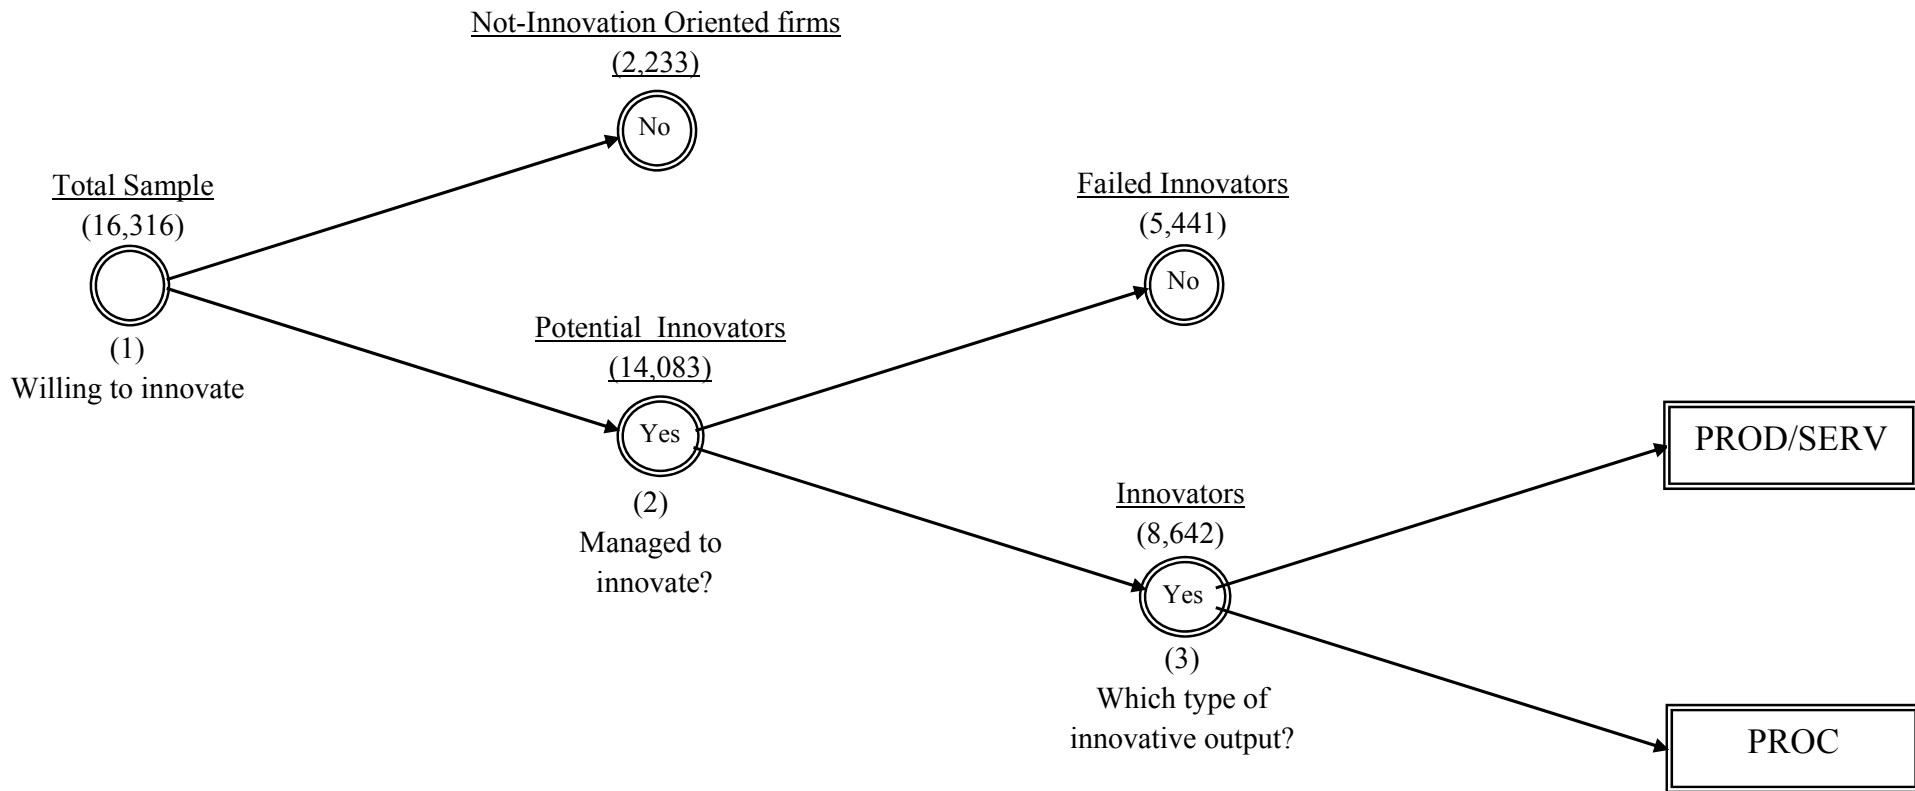 Not-Innovation Oriented firms
(2,233)
No
Total Sample
(16,316)
(1)
Willing to innovate
Failed Innovators
(5,441)
No
Potential  Innovators
(14,083)
Yes
(2)
Managed to
innovate?
Innovators
(8,642)
Yes
(3)
Which type of
innovative output?
PROD/SERV
PROC